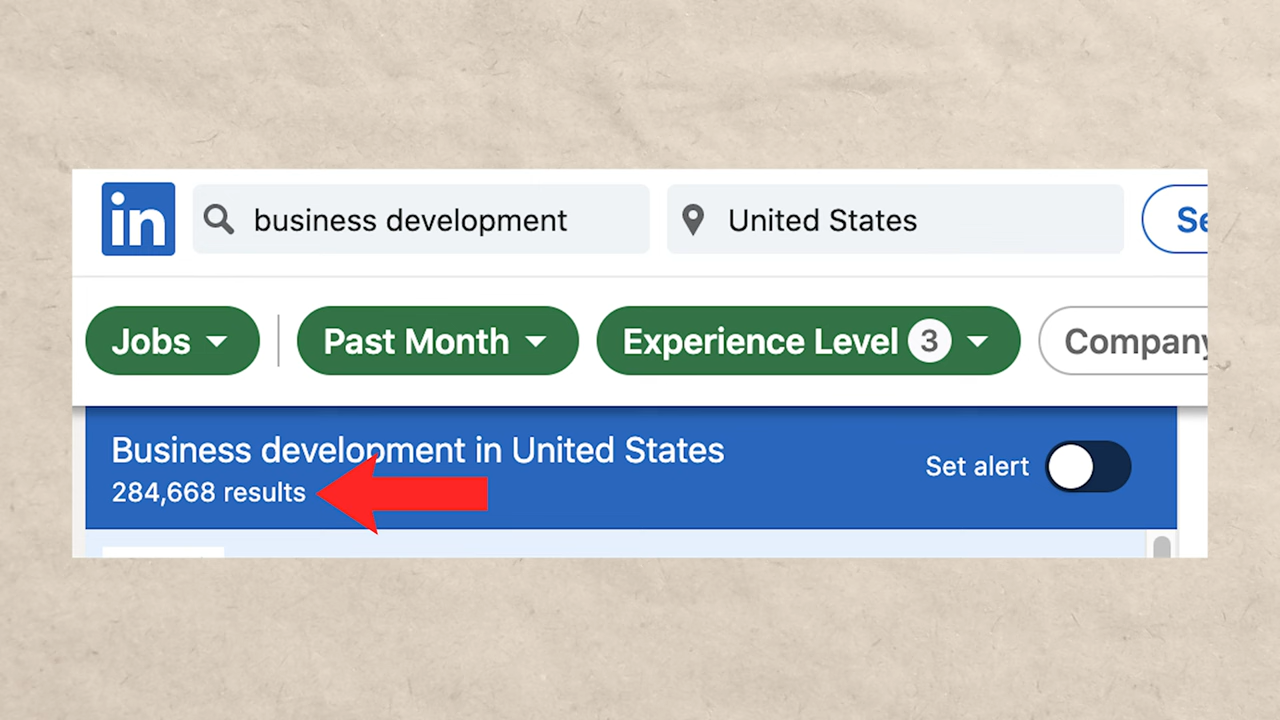 in business development United States
Jobs Past Month Experience Level 3 Company
Business development in United States
Set alert
284,668 results